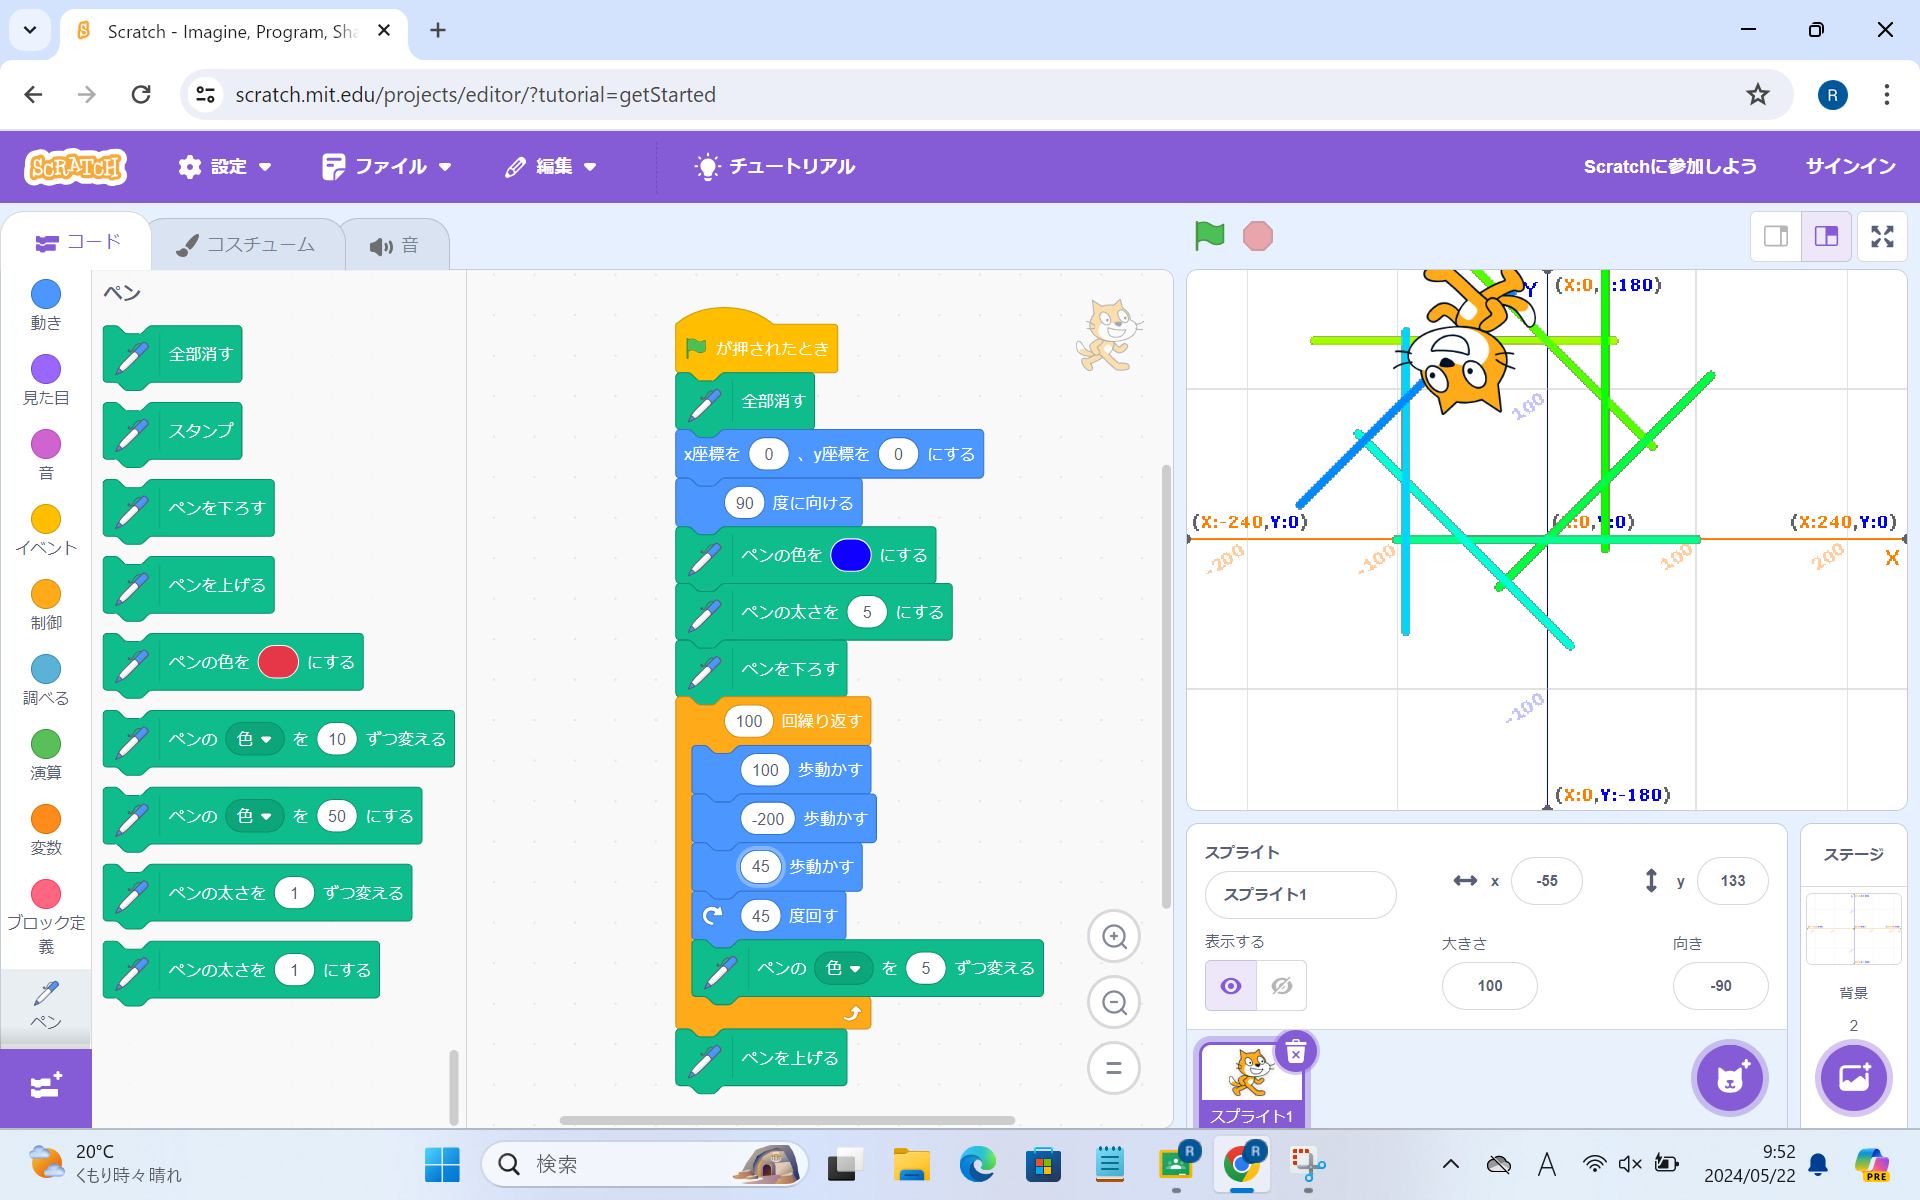 Scratch - Imagine, Program, Sha
scratch.mit.edu/projects/editor/?tutorial=getStarted
R
SCRATCH
設定
ファイル
編集
チュートリアル
Scratchに参加しよう
サインイン
コード
コスチューム
音
動き
見た目
音
イベント
制御
調べる
演算
変数
ブロック定
義
ペン
ペン
全部消す
スタンプ
ペンを下ろす
ペンを上げる
ペンの色を にする
ペンの 色 を 10 ずつ変える
ペンの 色 を 50 にする
ペンの太さを 1 ずつ変える
ペンの太さを 1 にする
が押されたとき
全部消す
x座標を 0 、y座標を 0 にする
90 度に向ける
ペンの色を にする
ペンの太さを 5 にする
ペンを下ろす
100 回繰り返す
100 歩動かす
-200 歩動かす
45 歩動かす
45 度回す
ペンの 色 を 5 ずつ変える
ペンを上げる
Y
(X:0, :180)
100
(X:-240,Y:0)
(X:0,Y:0)
(X:240,Y:0)
-200
-100
100
200
X
-100
(X:0,Y:-180)
スプライト
スプライト1
x
-55
y
133
表示する
大きさ
100
向き
-90
スプライト1
ステージ
背景
2
20°C
くもり時々晴れ
検索
R
R
A
9:52
2024/05/22
PRE